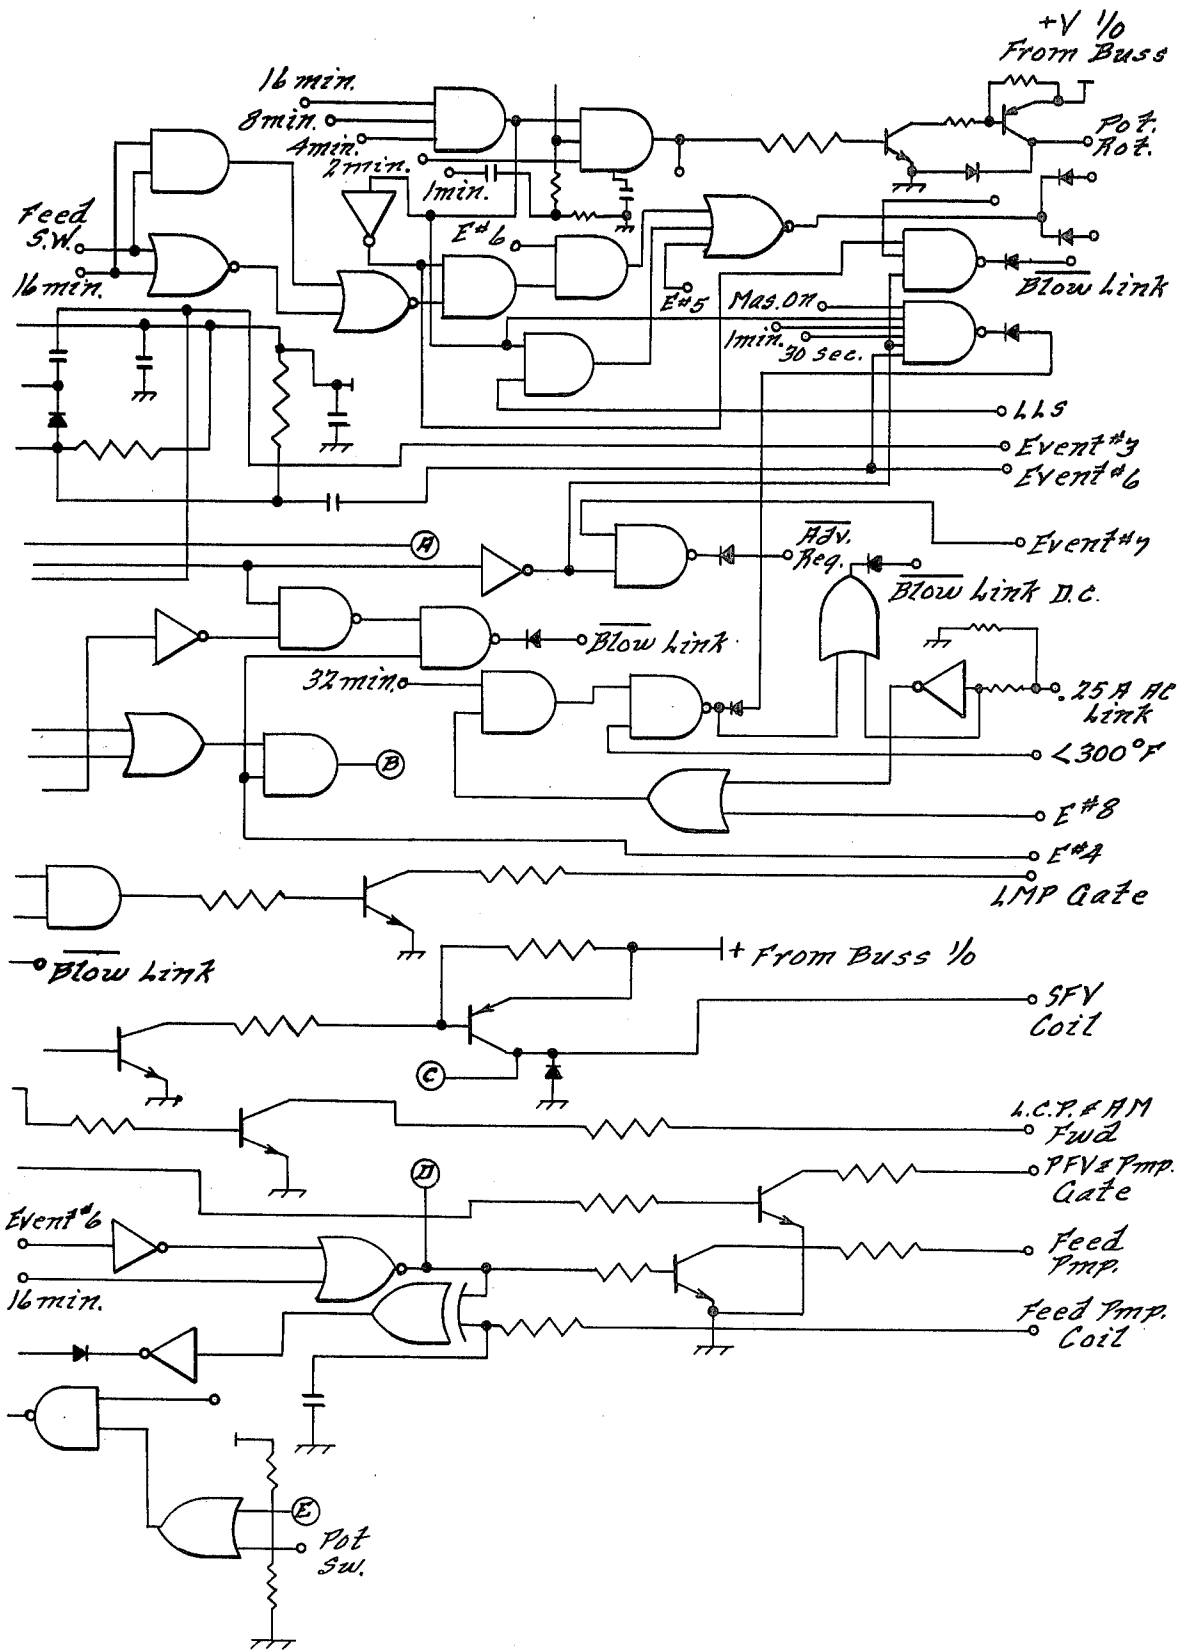 +V 1/0
From Buss
16 min.
8 min.
4 min.
2 min.
1 min.
Pot.
Rot.
Feed
S.W.
16 min.
E#6
E#5
Mas. On
1 min.
30 sec.
Blow Link
LLS
Event #3
Event #6
A
Adv.
Req.
Event #7
Blow Link D.C.
Blow Link
32 min.
.25 A AC
Link
B
<300°F
E #8
E #4
LMP Gate
Blow Link
+ From Buss 1/0
SFV
Coil
C
L.C.P. & AM
Fwd
D
PFV & Pmp.
Gate
Event #6
Feed
Pmp.
16 min.
Feed Pmp.
Coil
E
Pot
Sw.